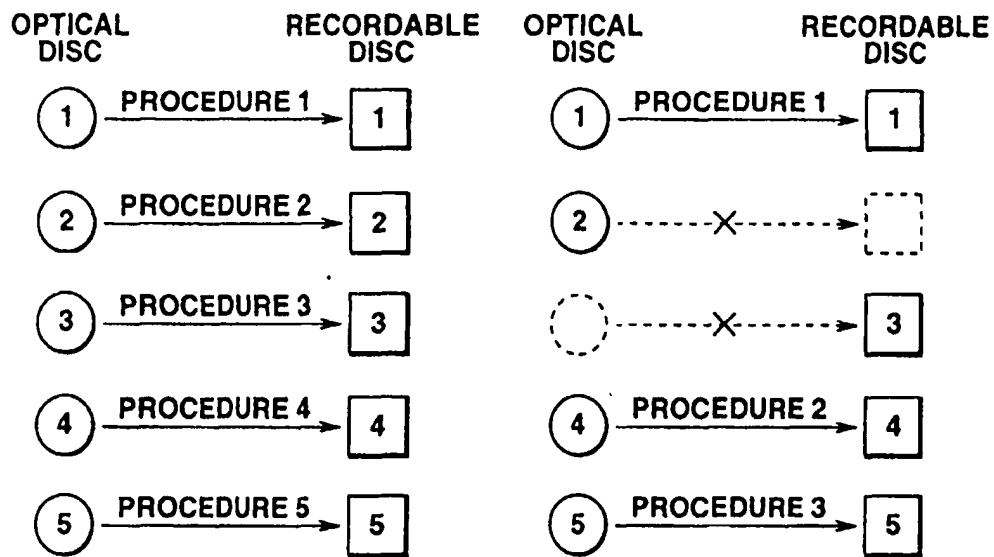 OPTICAL DISC RECORDABLE DISC
1 PROCEDURE 1 1
2 PROCEDURE 2 2
3 PROCEDURE 3 3
4 PROCEDURE 4 4
5 PROCEDURE 5 5
OPTICAL DISC RECORDABLE DISC
1 PROCEDURE 1 1
2
3
4 PROCEDURE 2 4
5 PROCEDURE 3 5